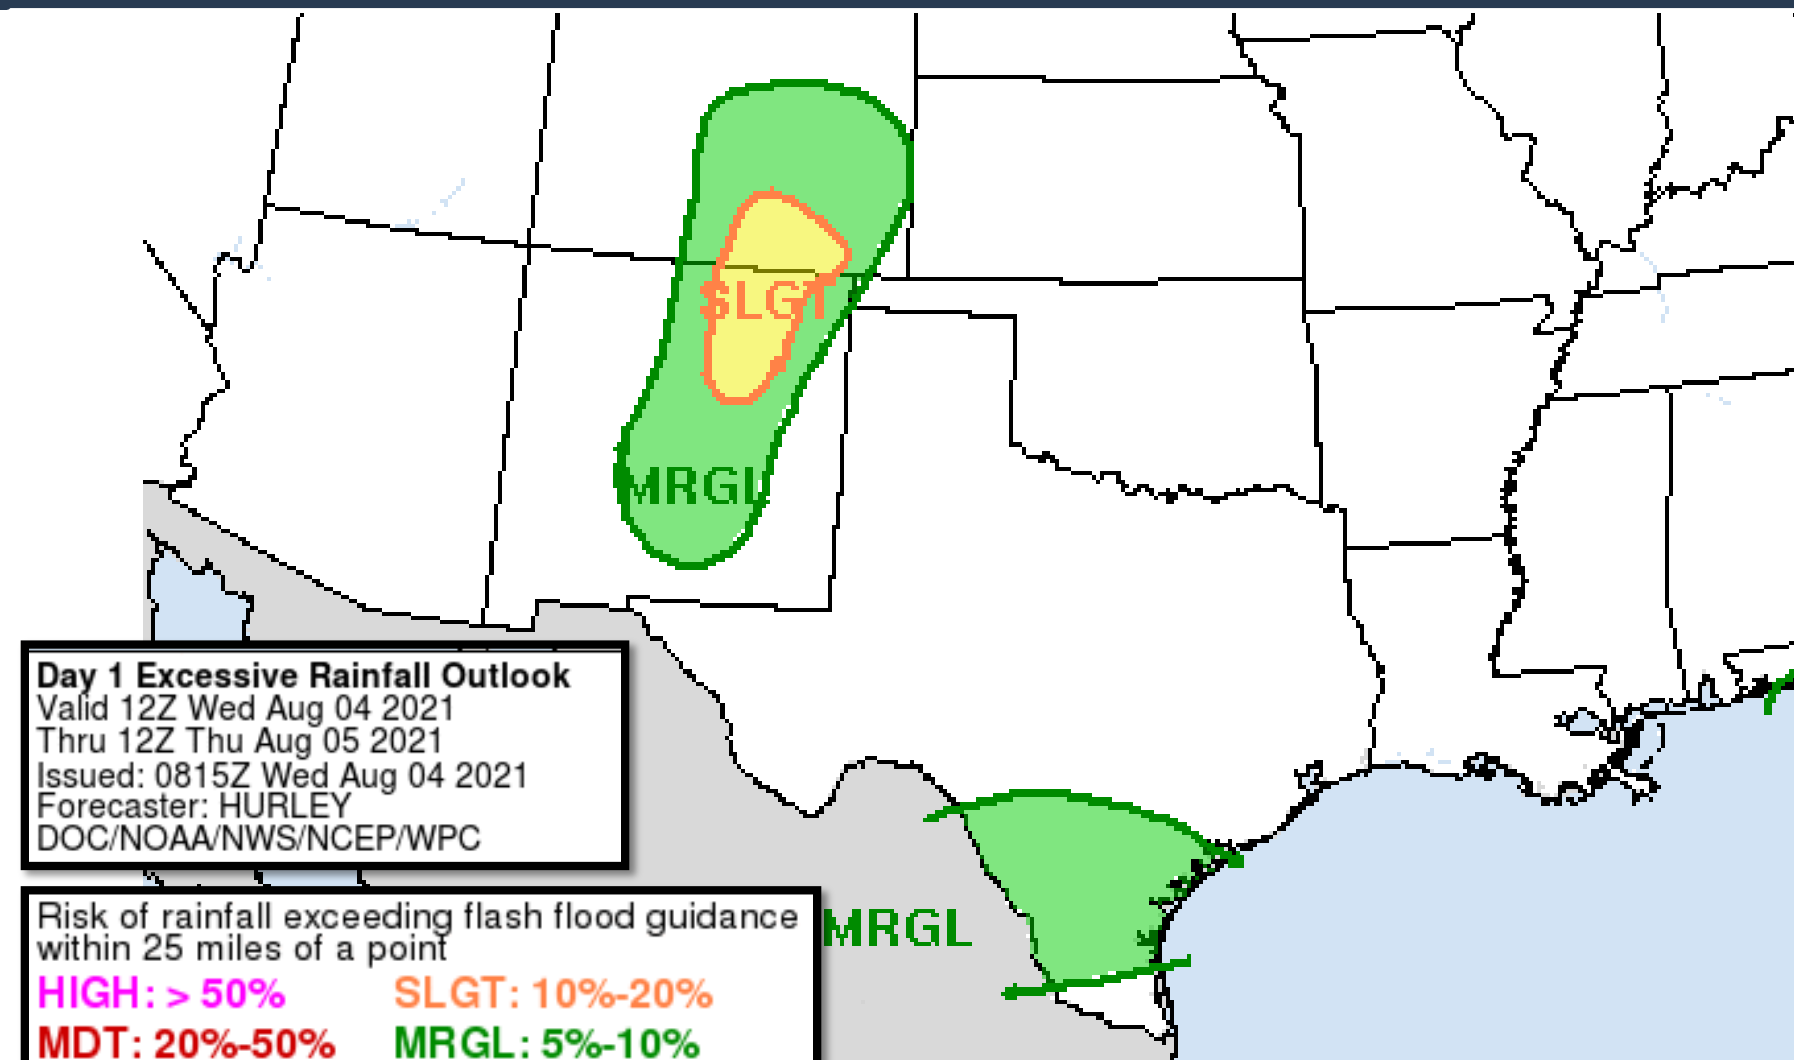 SLGT
MRGL
Day 1 Excessive Rainfall Outlook
Valid 12Z Wed Aug 04 2021
Thru 12Z Thu Aug 05 2021
Issued: 0815Z Wed Aug 04 2021
Forecaster: HURLEY
DOC/NOAA/NWS/NCEP/WPC
Risk of rainfall exceeding flash flood guidance
within 25 miles of a point
MRGL
HIGH: > 50% SLGT: 10%-20%
MDT: 20%-50% MRGL: 5%-10%